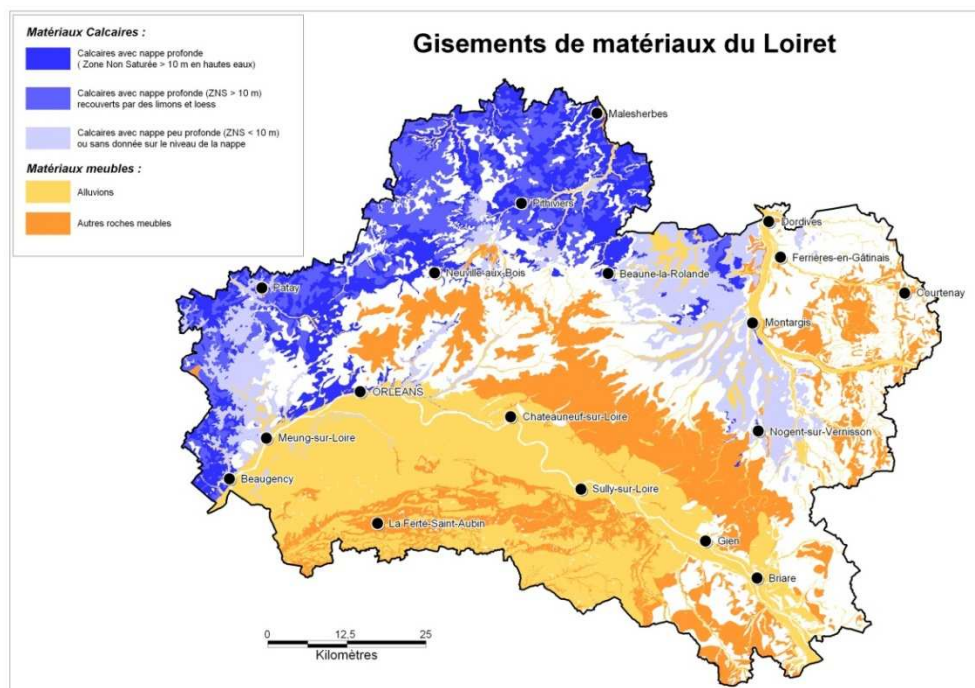 Gisements de matériaux du Loiret
Matériaux Calcaires :
Calcaires avec nappe profonde
( Zone Non Saturée > 10 m en hautes eaux)
Calcaires avec nappe profonde (ZNS > 10 m)
recouverts par des limons et loess
Calcaires avec nappe peu profonde (ZNS < 10 m)
ou sans donnée sur le niveau de la nappe
Matériaux meubles :
Alluvions
Autres roches meubles
Malesherbes
Pithiviers
Dordives
Ferrières-en-Gâtinais
Neuville-aux-Bois
Beaune-la-Rolande
Patay
Courtenay
Montargis
ORLEANS
Chateauneuf-sur-Loire
Meung-sur-Loire
Nogent-sur-Vernisson
Beaugency
Sully-sur-Loire
La Ferté-Saint-Aubin
Gien
Briare
0 12,5 25
Kilomètres